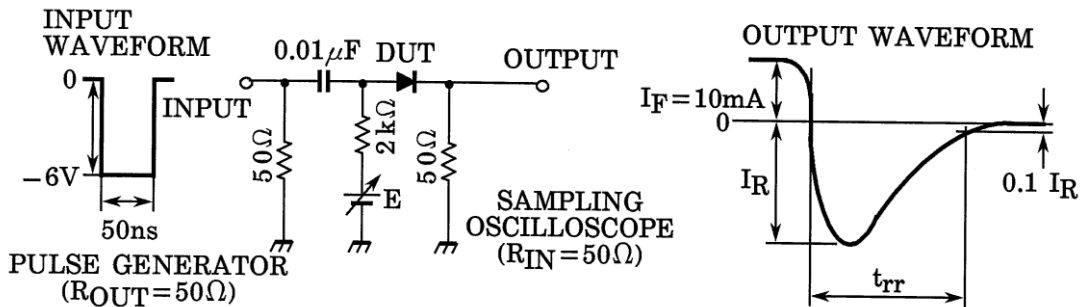 INPUT
WAVEFORM
0
−6V
50ns
INPUT
0.01μF
DUT
OUTPUT
50Ω
2kΩ
E
50Ω
PULSE GENERATOR
(ROUT=50Ω)
SAMPLING
OSCILLOSCOPE
(RIN=50Ω)
OUTPUT WAVEFORM
IF=10mA
0
IR
0.1 IR
trr